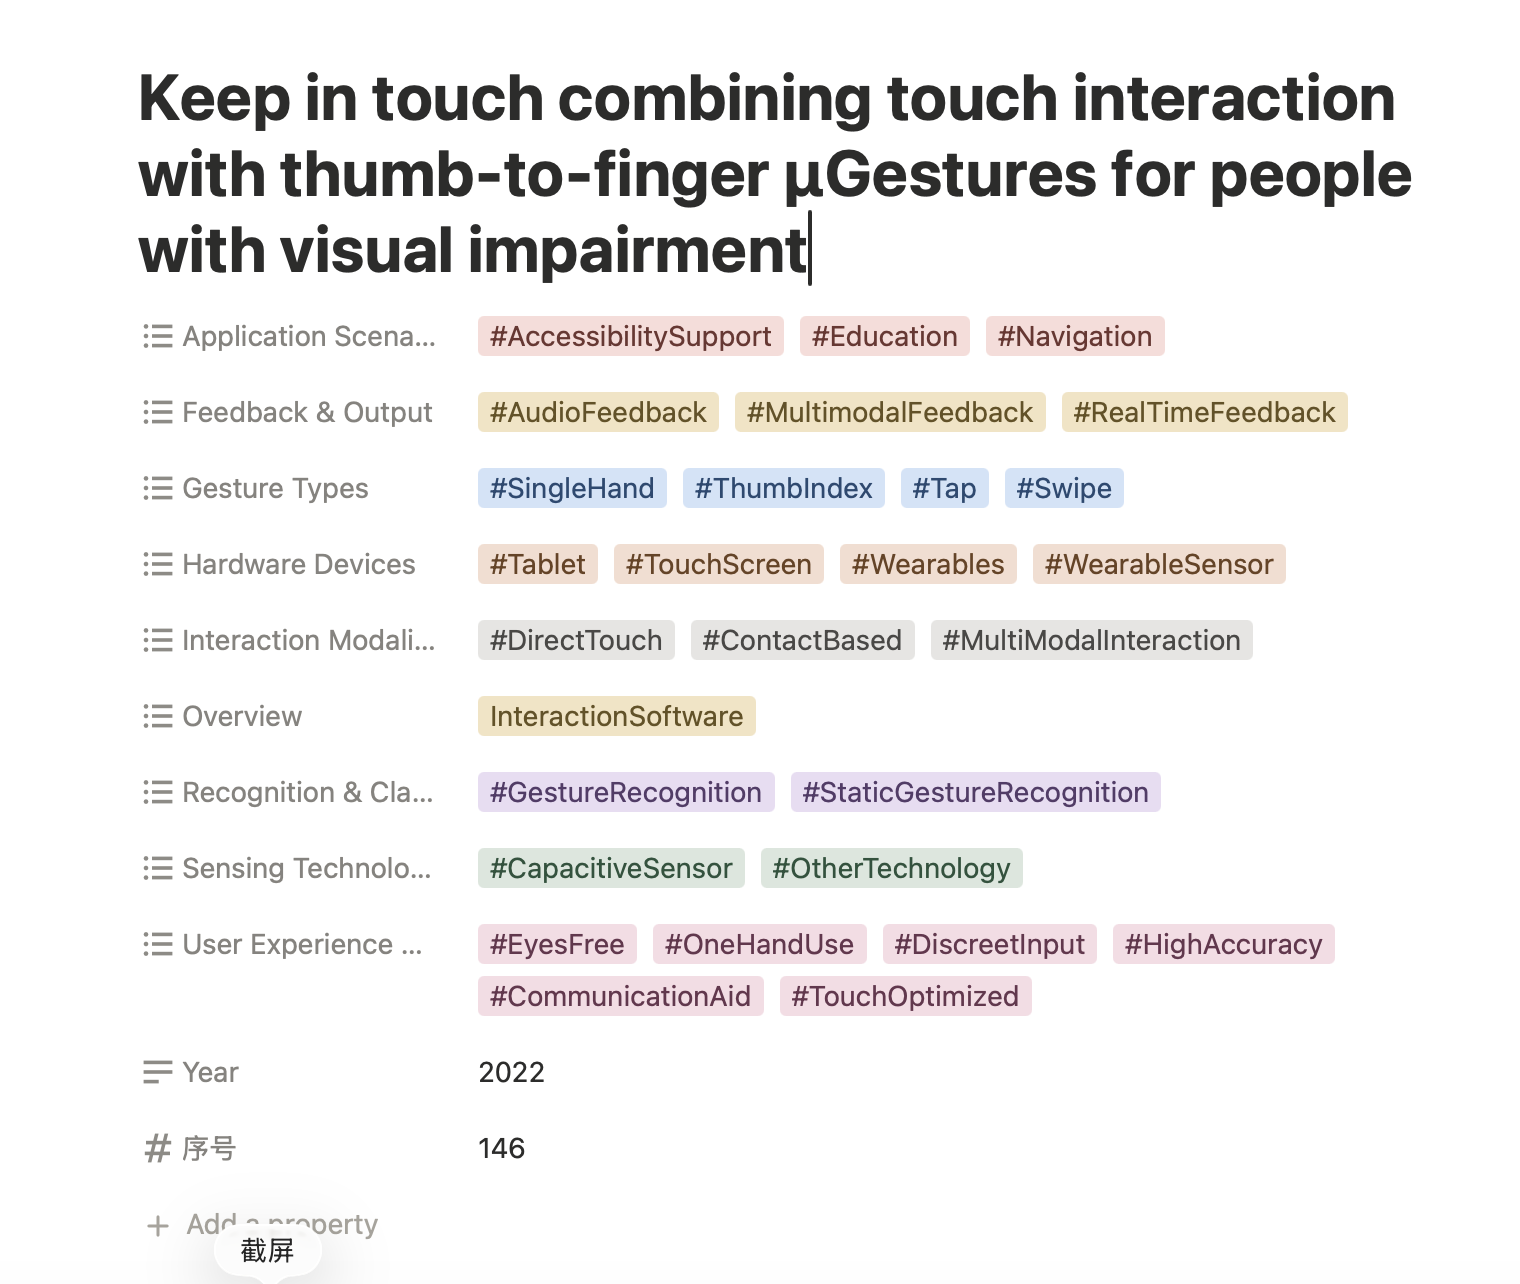 Keep in touch combining touch interaction
with thumb-to-finger µGestures for people
with visual impairment
Application Scena... #AccessibilitySupport #Education #Navigation
Feedback & Output #AudioFeedback #MultimodalFeedback #RealTimeFeedback
Gesture Types #SingleHand #ThumbIndex #Tap #Swipe
Hardware Devices #Tablet #TouchScreen #Wearables #WearableSensor
Interaction Modali... #DirectTouch #ContactBased #MultiModalInteraction
Overview InteractionSoftware
Recognition & Cla... #GestureRecognition #StaticGestureRecognition
Sensing Technolo... #CapacitiveSensor #OtherTechnology
User Experience ... #EyesFree #OneHandUse #DiscreetInput #HighAccuracy
#CommunicationAid #TouchOptimized
Year 2022
序号 146
Add a property
截屏